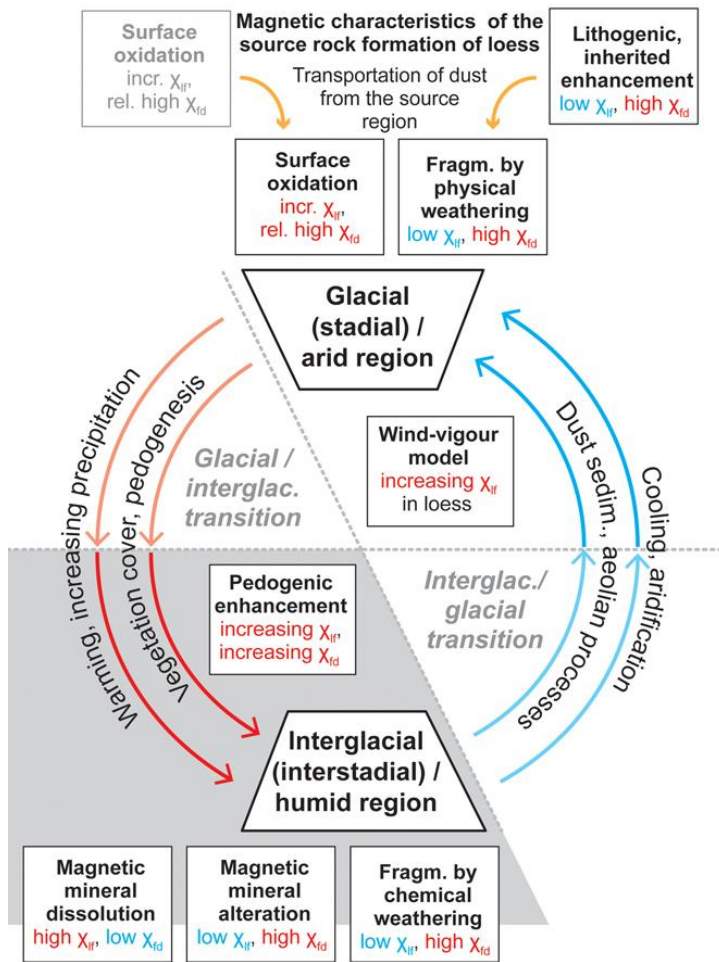 Surface
oxidation
incr. χlf,
rel. high χfd
Magnetic characteristics of the
source rock formation of loess
Transportation of dust
from the source
region
Lithogenic,
inherited
enhancement
low χlf, high χfd
Surface
oxidation
incr. χlf,
rel. high χfd
Fragm. by
physical
weathering
low χlf, high χfd
Glacial
(stadial) /
arid region
Warming, increasing precipitation
Vegetation cover, pedogenesis
Glacial /
interglac.
transition
Wind-vigour
model
increasing χlf
in loess
Dust sedim., aeolian processes
Cooling, aridification
Pedogenic
enhancement
increasing χlf,
increasing χfd
Interglac./
glacial
transition
Interglacial
(interstadial) /
humid region
Magnetic
mineral
dissolution
high χlf, low χfd
Magnetic
mineral
alteration
low χlf, high χfd
Fragm. by
chemical
weathering
low χlf, high χfd